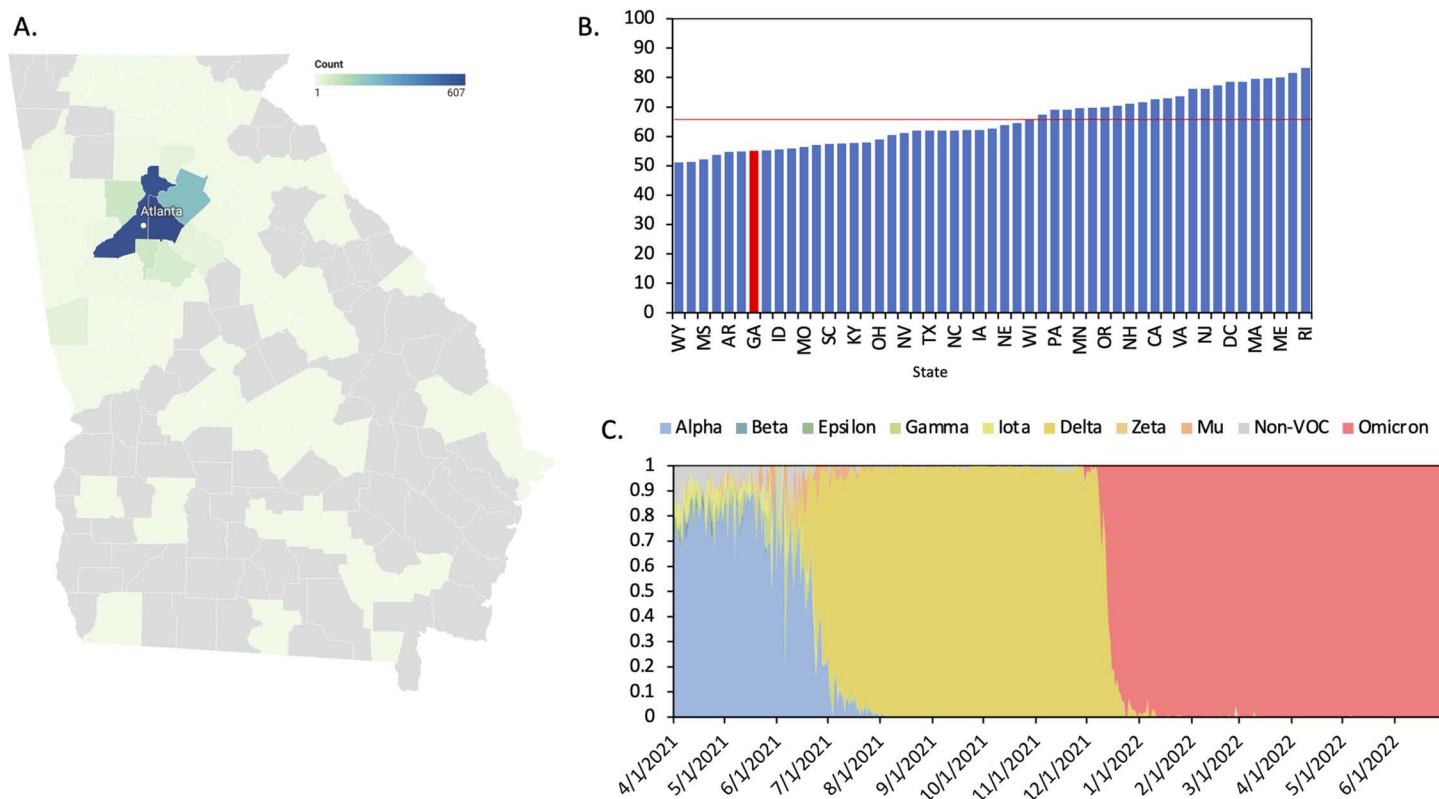 A.
Count
1 607
Atlanta
B.
100
90
80
70
60
50
40
30
20
10
0
WY MS AR GA ID MO SC KY OH NV TX NC IA NE WI PA MN OR NH CA VA NJ DC MA ME RI
State
C.
Alpha Beta Epsilon Gamma Iota Delta Zeta Mu Non-VOC Omicron
1
0.9
0.8
0.7
0.6
0.5
0.4
0.3
0.2
0.1
0
4/1/2021 5/1/2021 6/1/2021 7/1/2021 8/1/2021 9/1/2021 10/1/2021 11/1/2021 12/1/2021 1/1/2022 2/1/2022 3/1/2022 4/1/2022 5/1/2022 6/1/2022